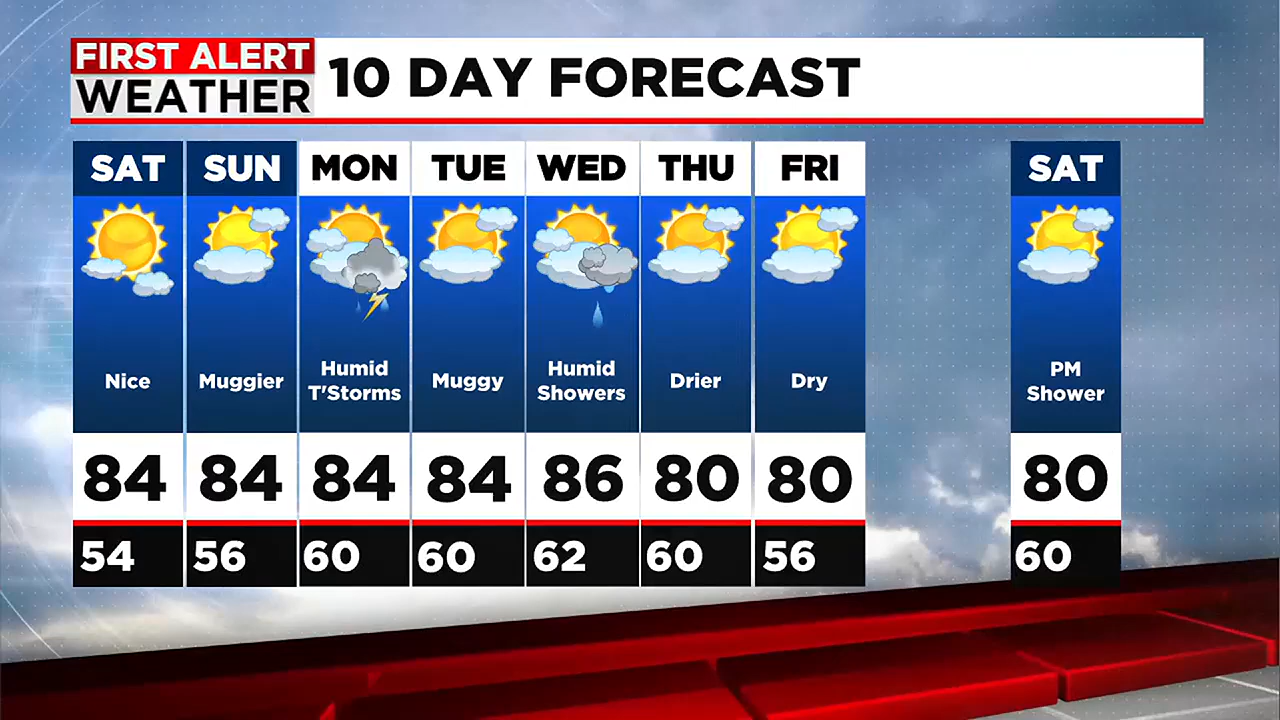 FIRST ALERT
WEATHER
10 DAY FORECAST
SAT SUN MON TUE WED THU FRI SAT
Nice Muggier Humid T'Storms Muggy Humid Showers Drier Dry PM Shower
84 84 84 84 86 80 80 80
54 56 60 60 62 60 56 60